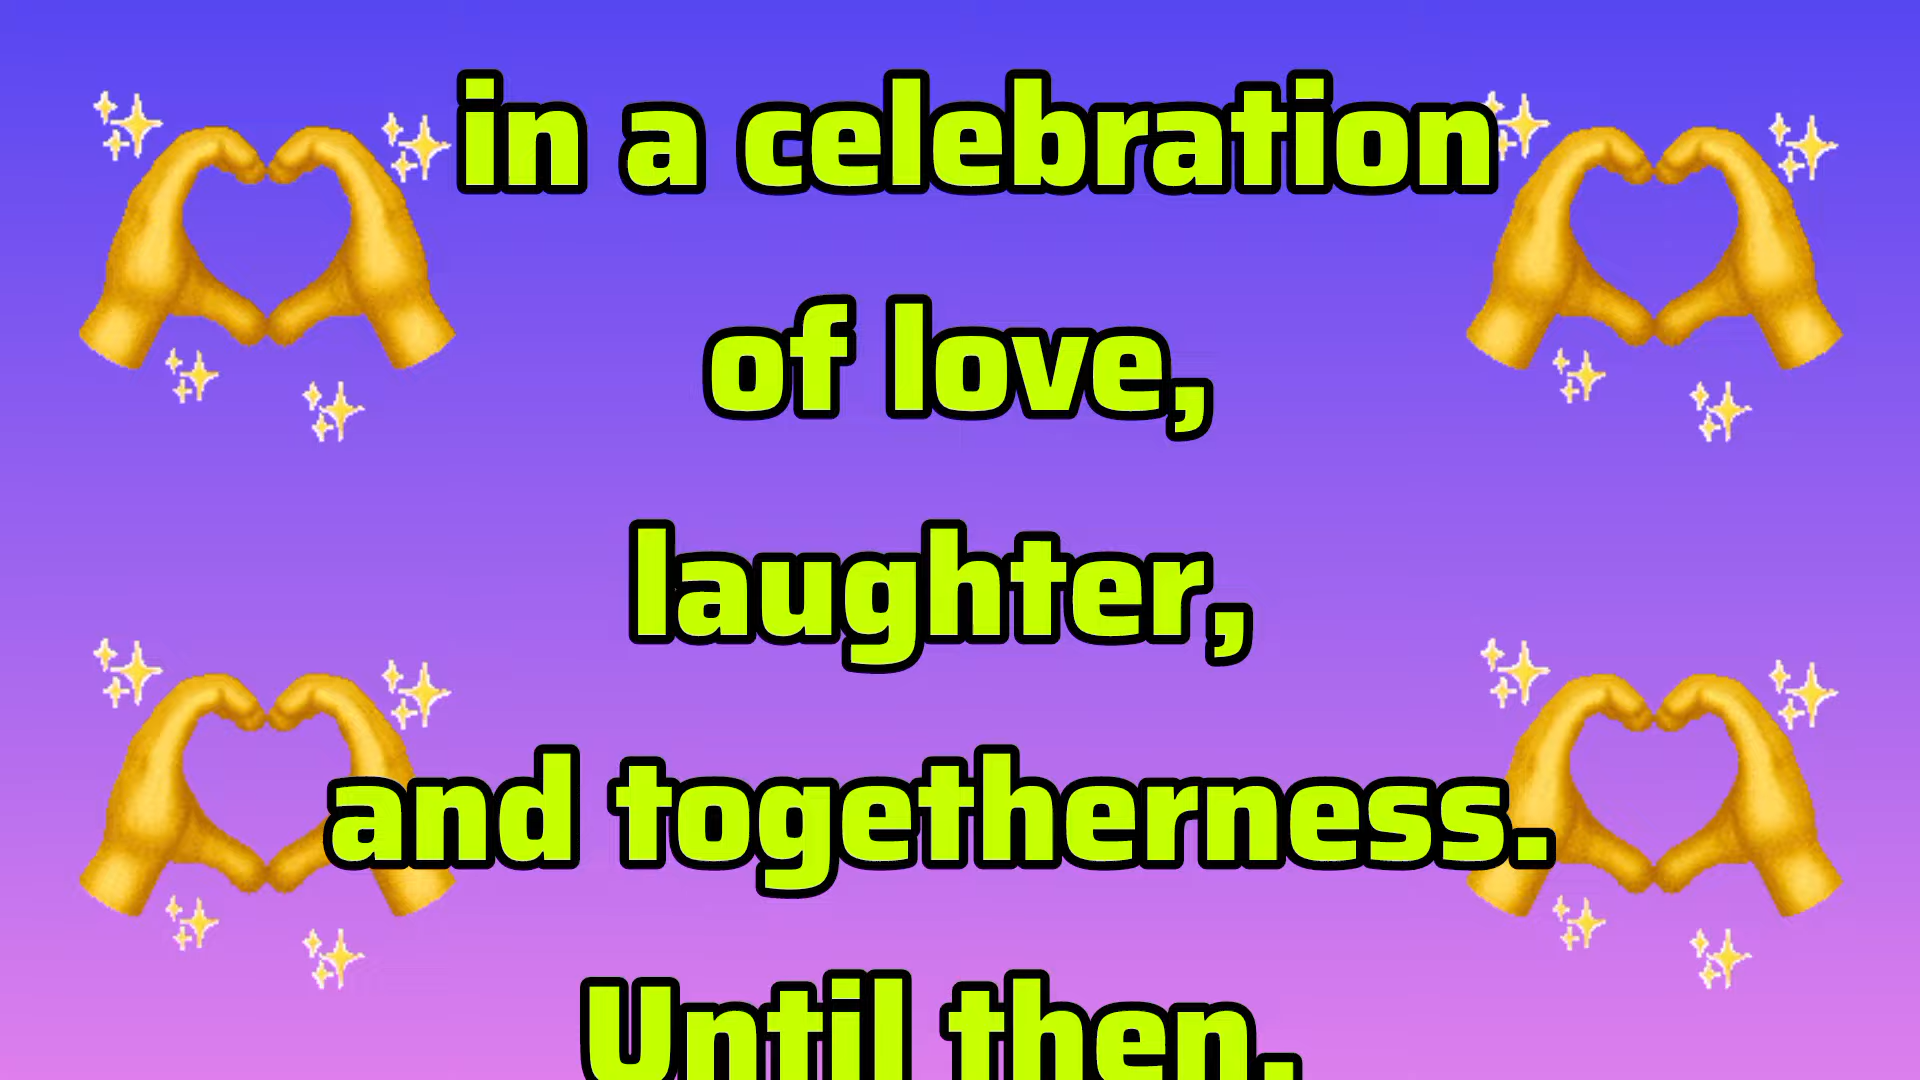 in a celebration
of love,
laughter,
and togetherness.
Until then,